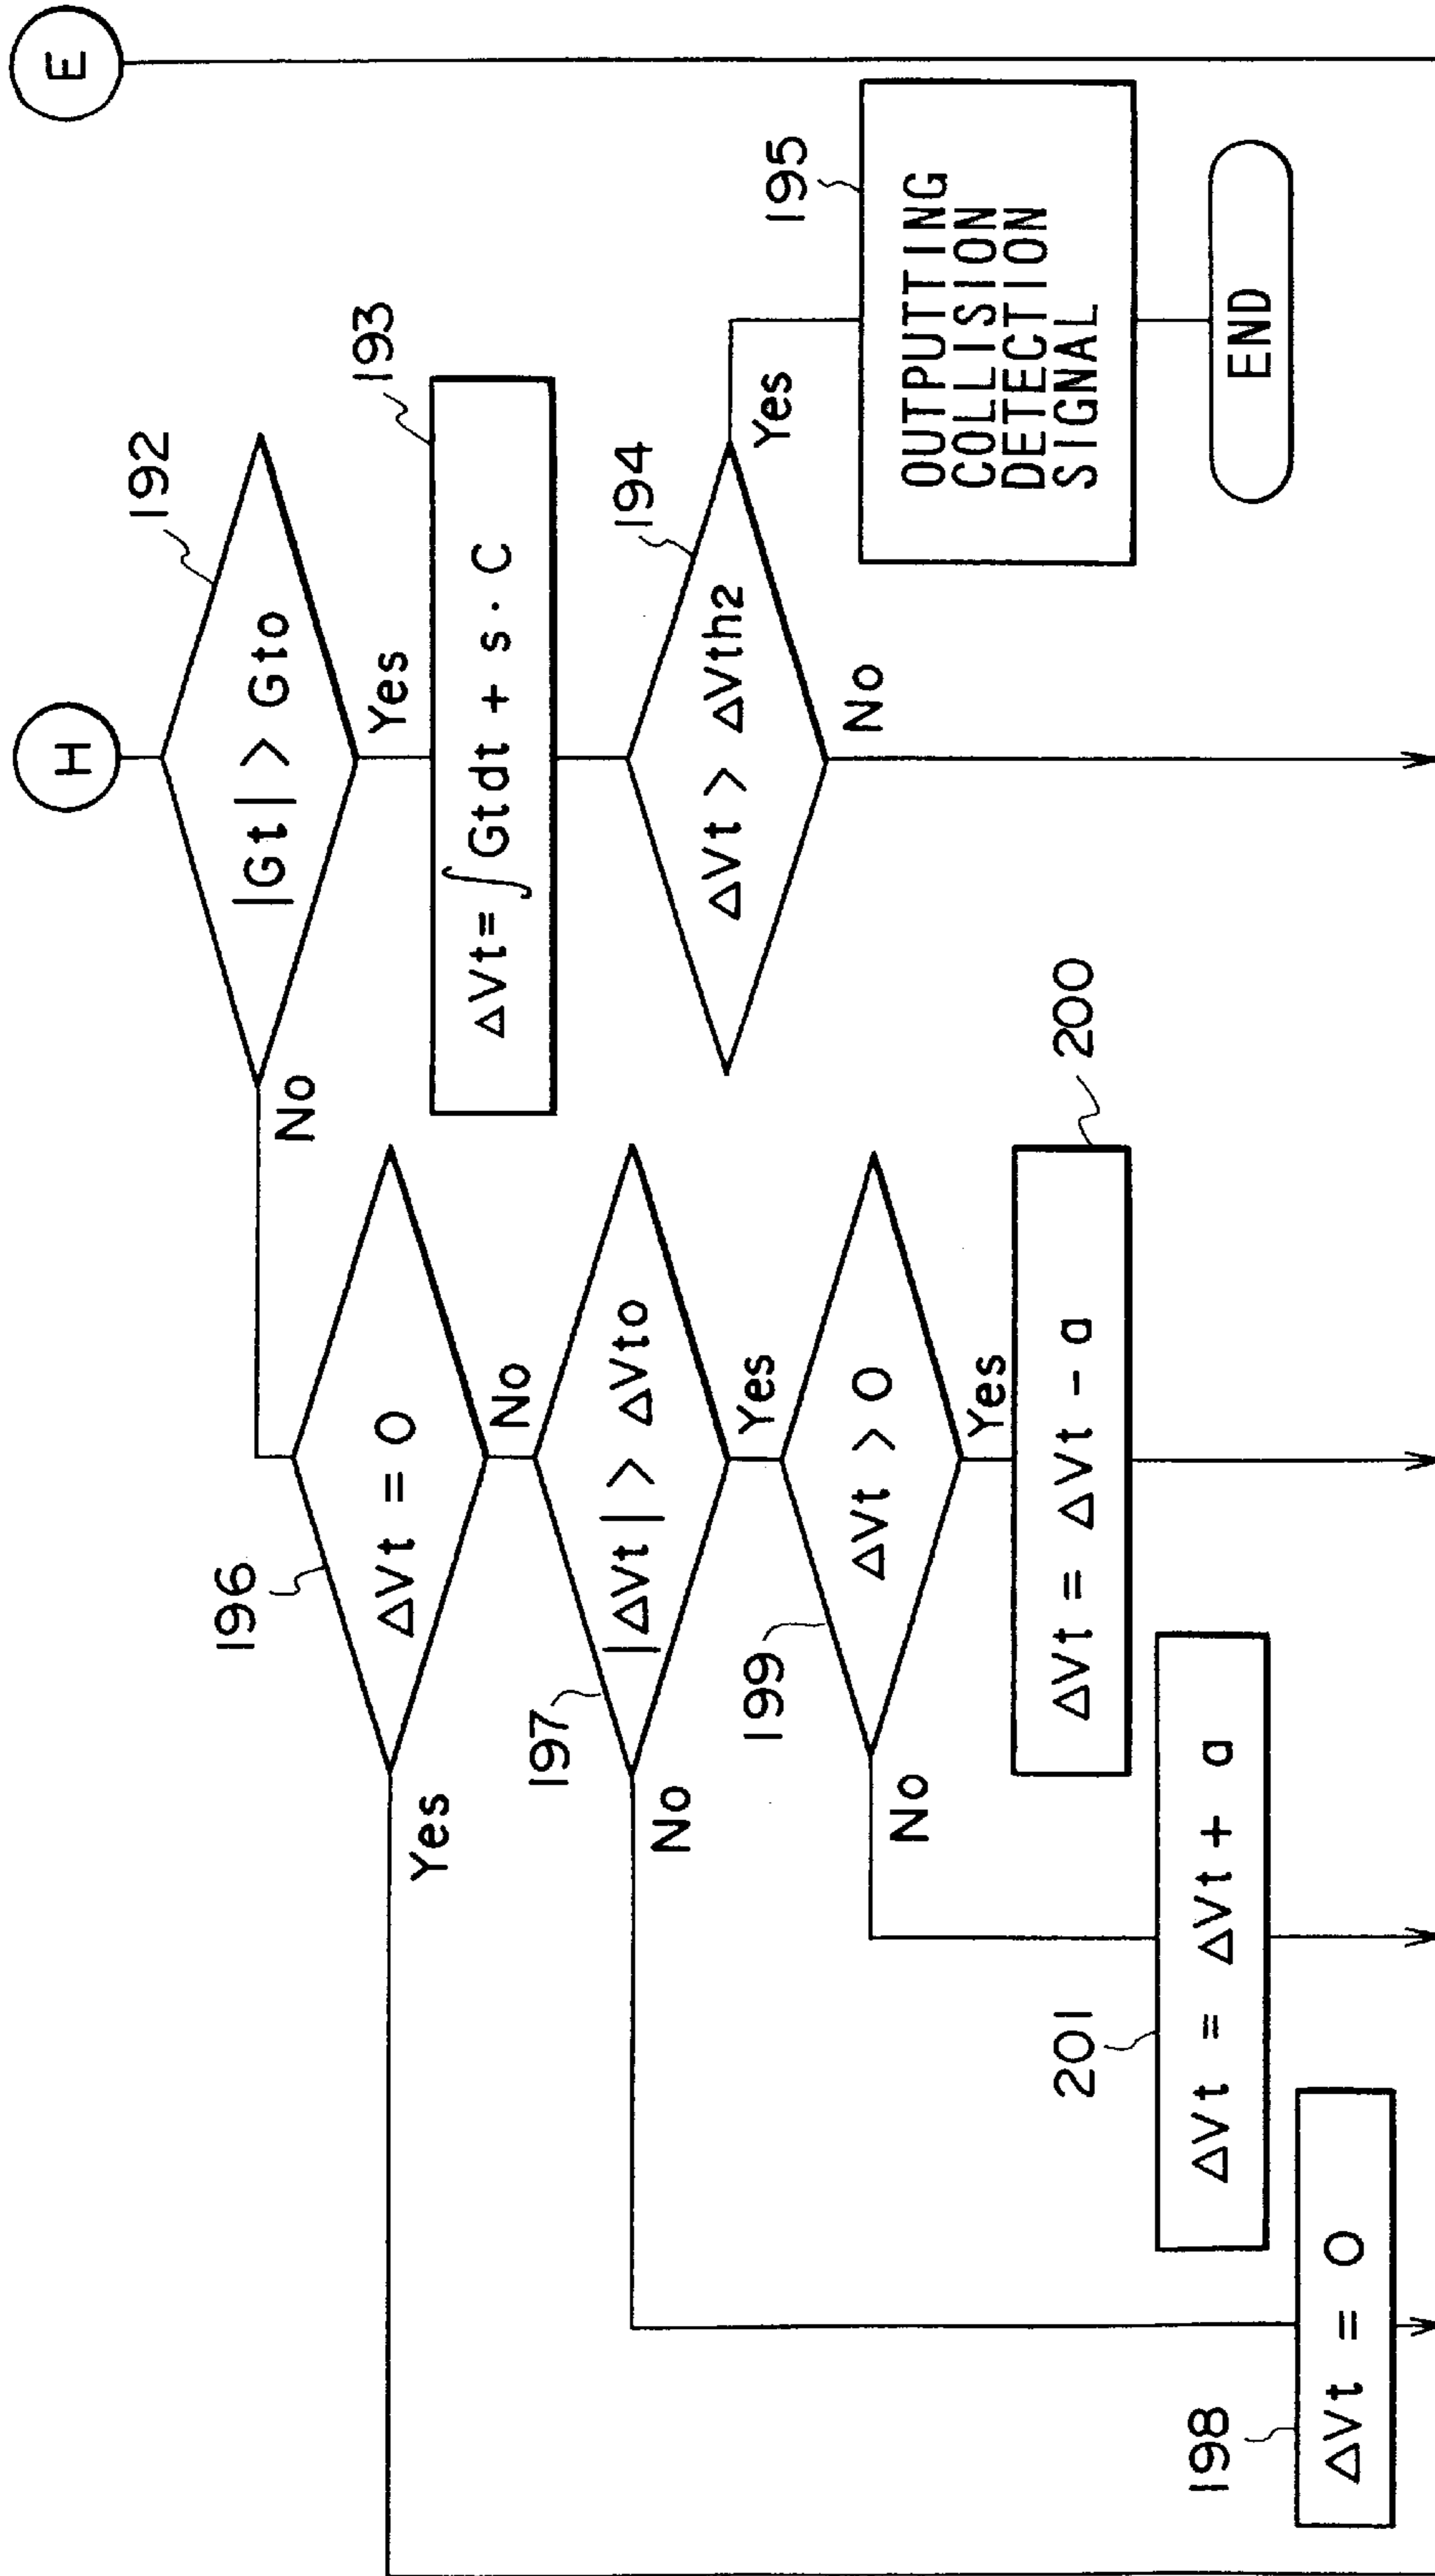 H
E
192
|Gt| > Gto
No
Yes
193
ΔVt = ∫Gtdt + s · C
194
ΔVt > ΔVth2
Yes
No
195
OUTPUTTING
COLLISION
DETECTION
SIGNAL
END
196
ΔVt = 0
Yes
No
197
|ΔVt| > ΔVto
No
Yes
199
ΔVt > 0
No
Yes
200
ΔVt = ΔVt - a
201
ΔVt = ΔVt + a
198
ΔVt = 0